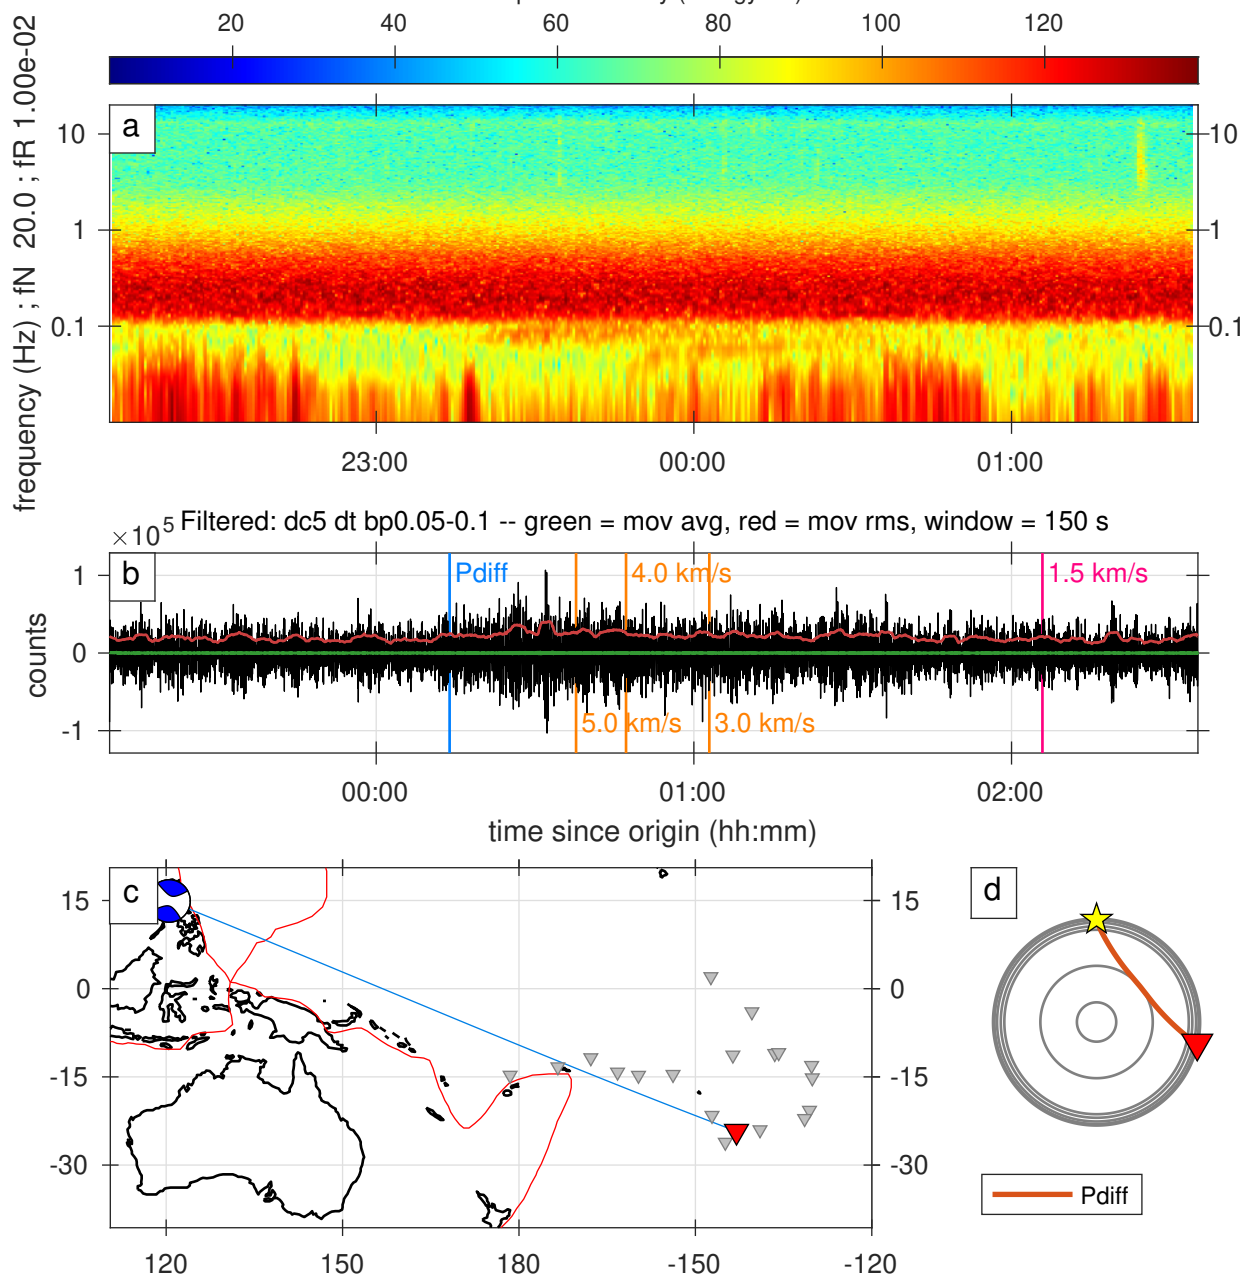 20 40 60 80 100 120
frequency (Hz) ; fN 20.0 ; fR 1.00e-02
a
10 10
1 1
0.1 0.1
23:00 00:00 01:00
×10⁵ Filtered: dc5 dt bp0.05-0.1 -- green = mov avg, red = mov rms, window = 150 s
b
counts
1
0
-1
Pdiff 4.0 km/s 1.5 km/s
5.0 km/s 3.0 km/s
00:00 01:00 02:00
time since origin (hh:mm)
c
15 15
0 0
-15 -15
-30 -30
120 150 180 -150 -120
d
Pdiff